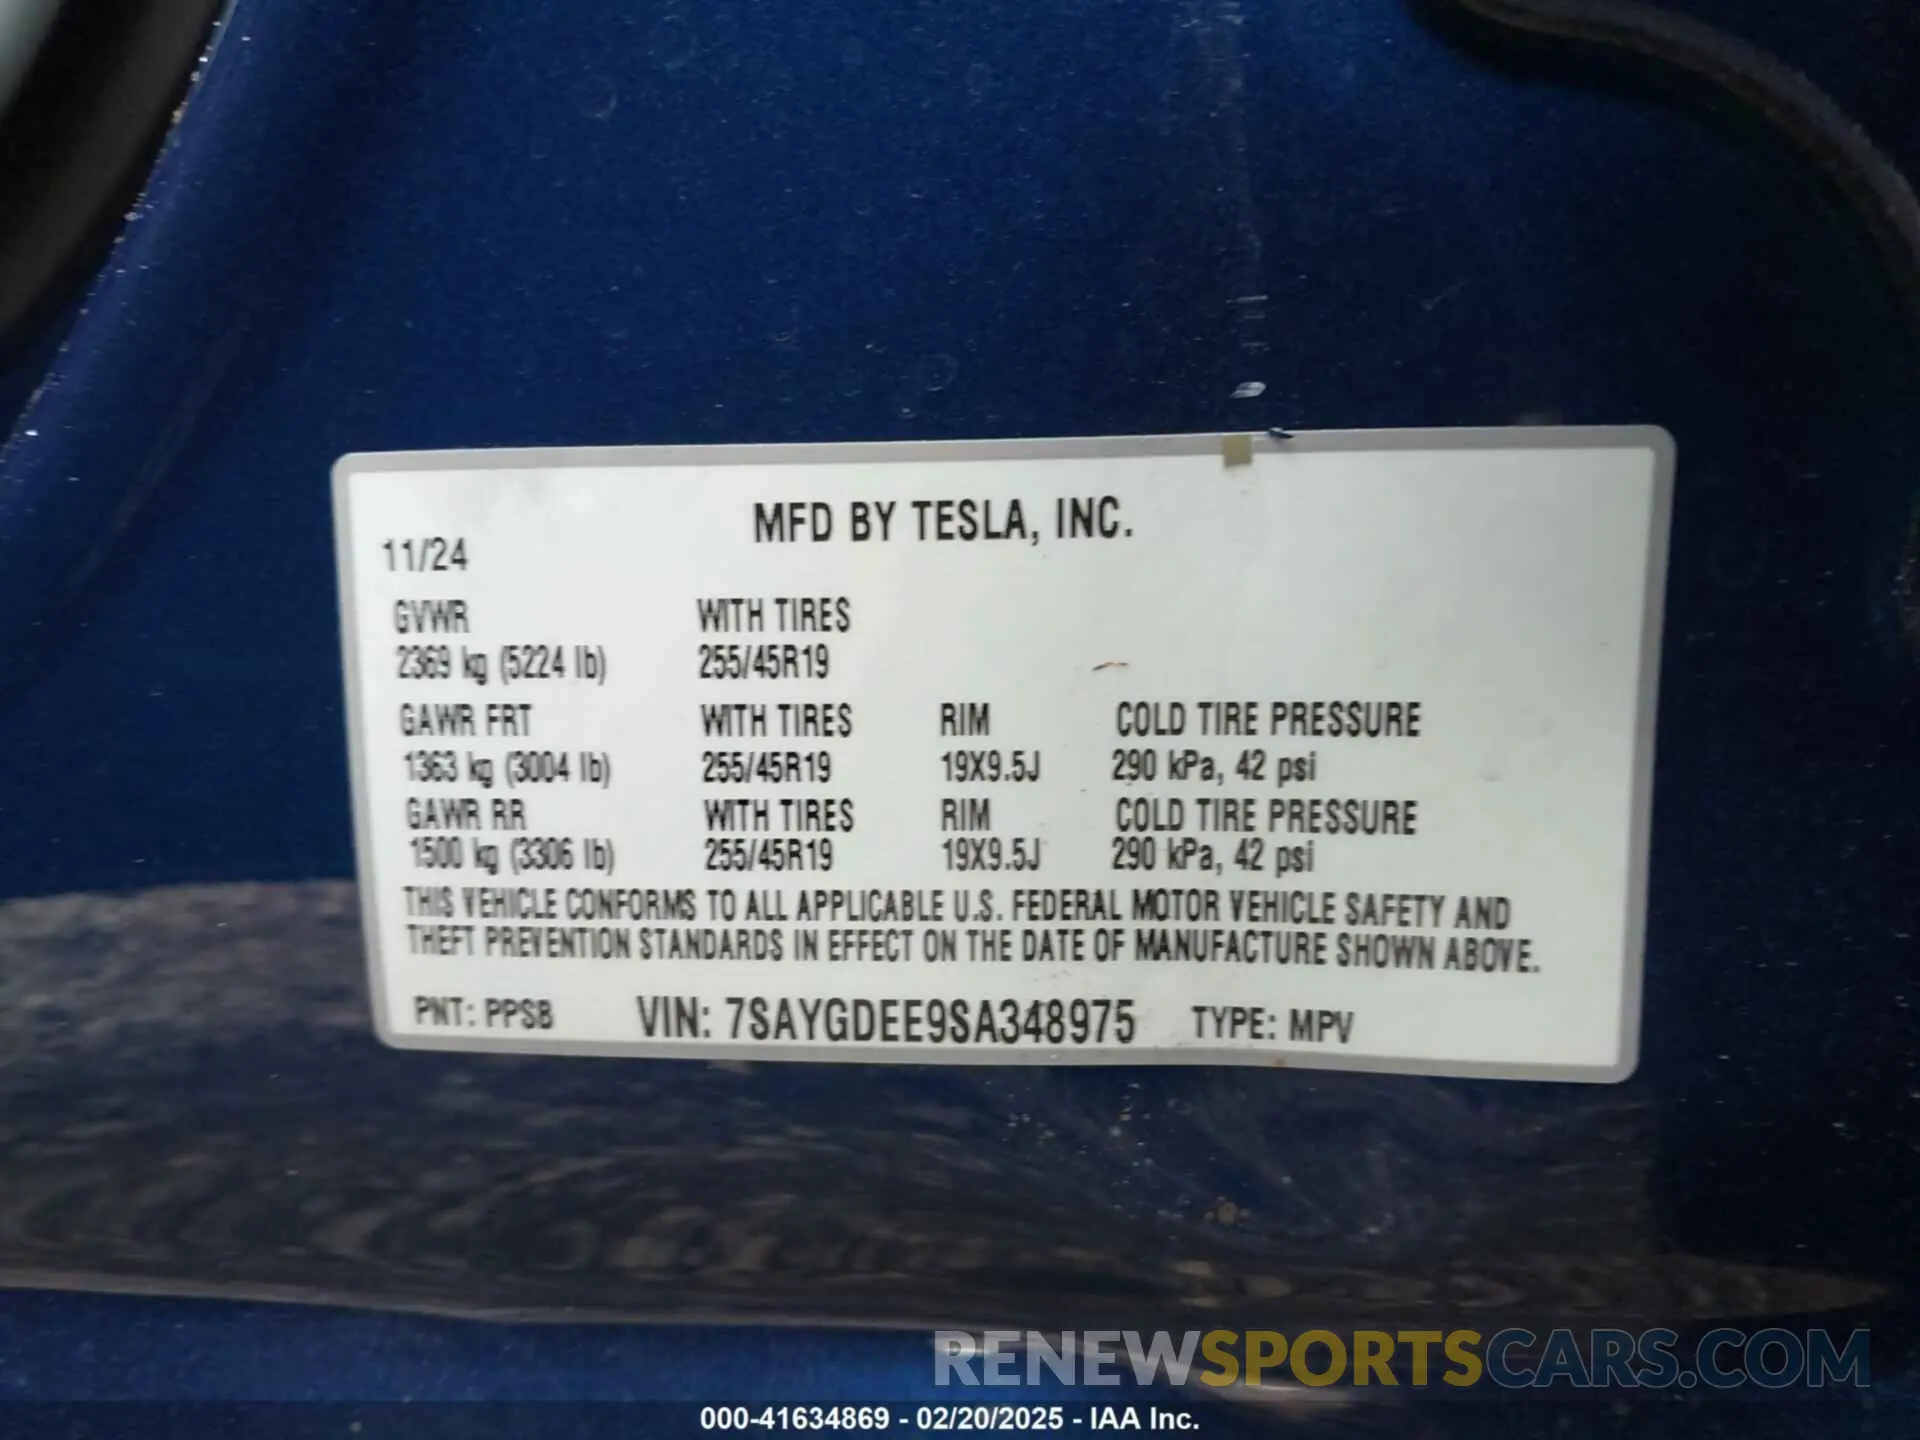 MFD BY TESLA, INC.
11/24
GVWR WITH TIRES
2369 kg (5224 lb) 255/45R19
GAWR FRT WITH TIRES RIM COLD TIRE PRESSURE
1363 kg (3004 lb) 255/45R19 19X9.5J 290 kPa, 42 psi
GAWR RR WITH TIRES RIM COLD TIRE PRESSURE
1500 kg (3306 lb) 255/45R19 19X9.5J 290 kPa, 42 psi
THIS VEHICLE CONFORMS TO ALL APPLICABLE U.S. FEDERAL MOTOR VEHICLE SAFETY AND
THEFT PREVENTION STANDARDS IN EFFECT ON THE DATE OF MANUFACTURE SHOWN ABOVE.
PNT: PPSB VIN: 7SAYGDEE9SA348975 TYPE: MPV
RENEWSPORTSCARS.COM
000-41634869 - 02/20/2025 - IAA Inc.